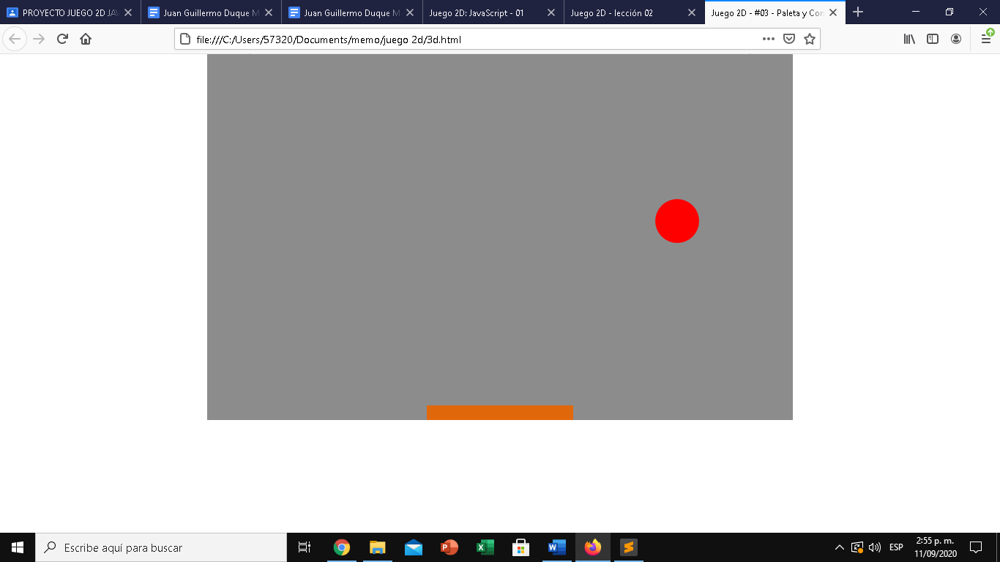 PROYECTO JUEGO 2D JAV
Juan Guillermo Duque M
Juan Guillermo Duque M
Juego 2D: JavaScript - 01
Juego 2D - lección 02
Juego 2D - #03 - Paleta y Con
file:///C:/Users/57320/Documents/memo/juego 2d/3d.html
Escribe aquí para buscar
ESP
2:55 p. m.
11/09/2020